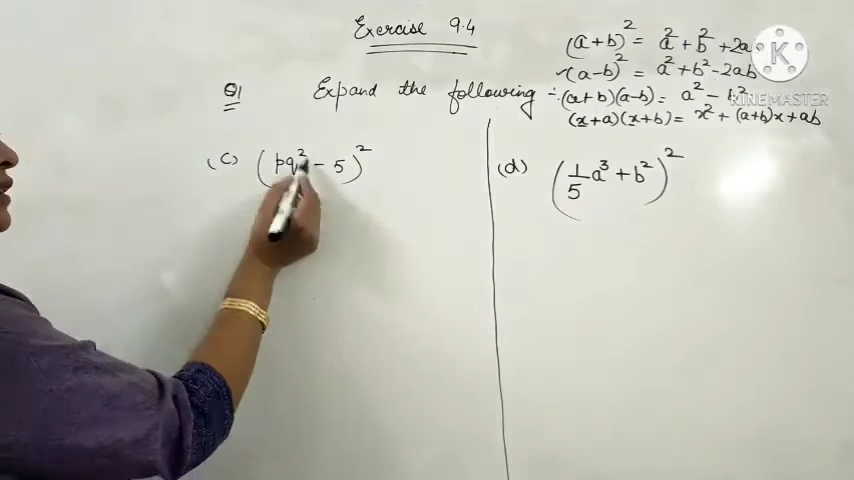 Exercise 9.4
Q1 Expand the following :-
(a+b)² = a² + b² + 2a
(a-b)² = a² + b² - 2ab
(a+b)(a-b) = a² - b²
(x+a)(x+b) = x² + (a+b)x + ab
K
KINEMASTER
(c) (pq² - 5)²
(d) (1/5 a³ + b²)²